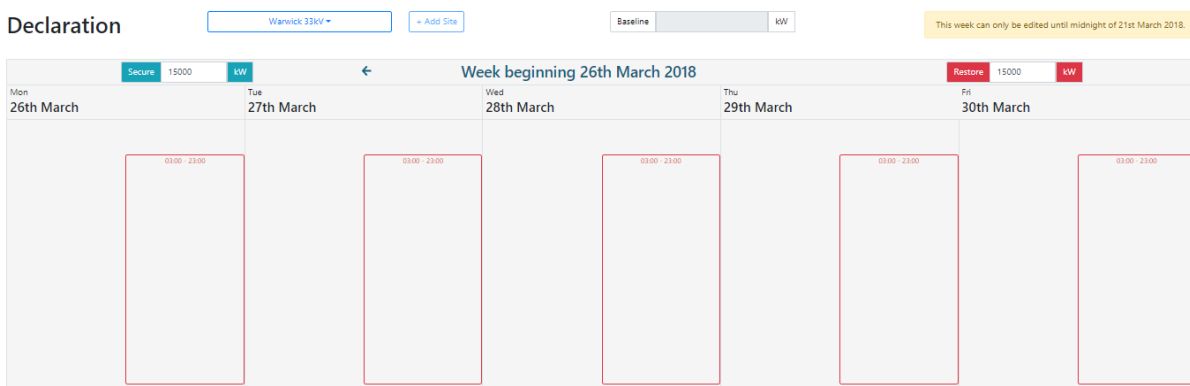 Declaration
Warwick 33kV
+ Add Site
Baseline kW
This week can only be edited until midnight of 21st March 2018.
Secure 15000 kW
Week beginning 26th March 2018
Restore 15000 kW
Mon Tue Wed Thu Fri
26th March 27th March 28th March 29th March 30th March
03:00 - 23:00 03:00 - 23:00 03:00 - 23:00 03:00 - 23:00 03:00 - 23:00